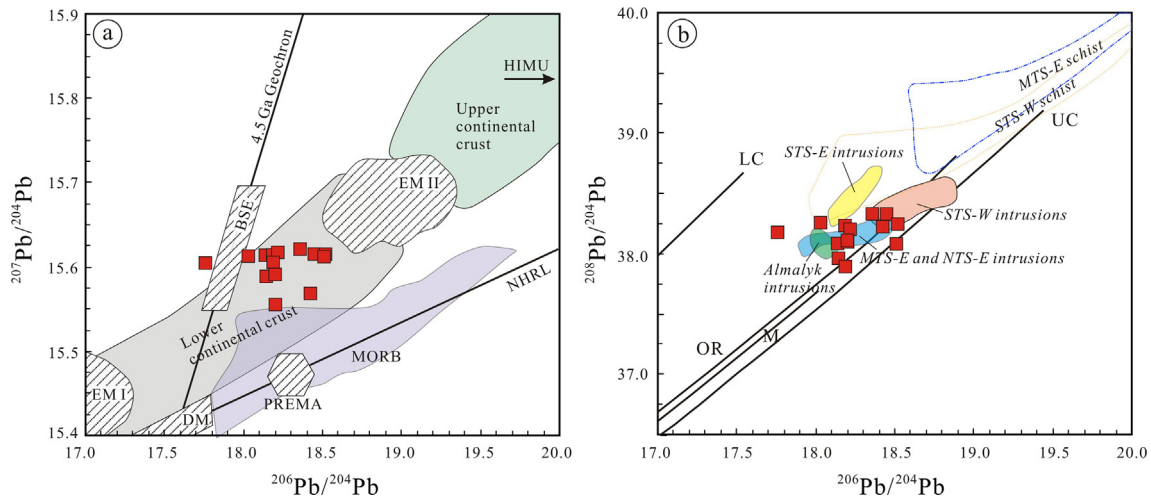 a
15.9
15.8
15.7
15.6
15.5
15.4
207Pb/204Pb
17.0
18.0
18.5
19.0
19.5
20.0
206Pb/204Pb
4.5 Ga Geochron
HIMU
Upper
continental
crust
EM II
BSE
Lower
continental crust
NHRL
MORB
PREMA
EM I
DM
b
40.0
39.0
38.0
37.0
208Pb/204Pb
17.0
17.5
18.0
18.5
19.0
19.5
20.0
206Pb/204Pb
MTS-E schist
STS-W schist
UC
LC
STS-E intrusions
STS-W intrusions
MTS-E and NTS-E intrusions
Almalyk
intrusions
OR
M